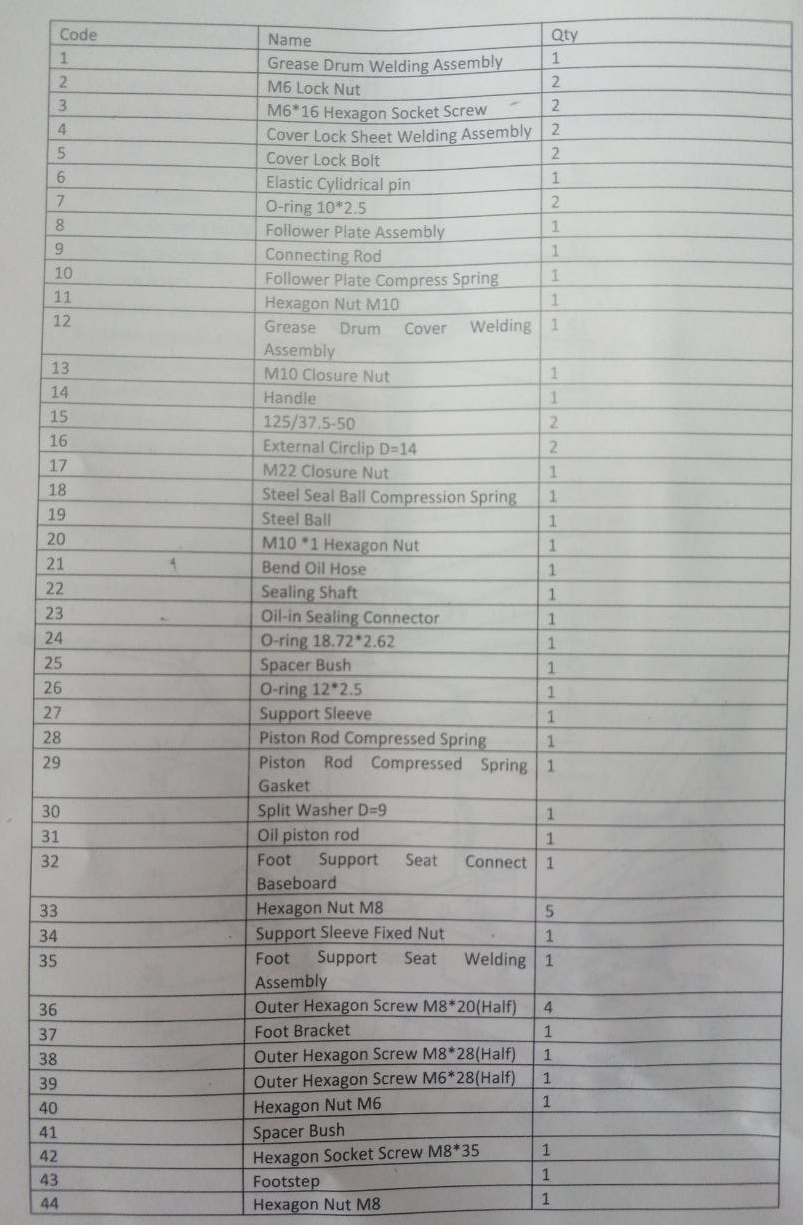 Code Name Qty
1 Grease Drum Welding Assembly 1
2 M6 Lock Nut 2
3 M6*16 Hexagon Socket Screw 2
4 Cover Lock Sheet Welding Assembly 2
5 Cover Lock Bolt 2
6 Elastic Cylidrical pin 1
7 O-ring 10*2.5 2
8 Follower Plate Assembly 1
9 Connecting Rod 1
10 Follower Plate Compress Spring 1
11 Hexagon Nut M10 1
12 Grease Drum Cover Welding 1
Assembly
13 M10 Closure Nut 1
14 Handle 1
15 125/37.5-50 2
16 External Circlip D=14 2
17 M22 Closure Nut 1
18 Steel Seal Ball Compression Spring 1
19 Steel Ball 1
20 M10 *1 Hexagon Nut 1
21 Bend Oil Hose 1
22 Sealing Shaft 1
23 Oil-in Sealing Connector 1
24 O-ring 18.72*2.62 1
25 Spacer Bush 1
26 O-ring 12*2.5 1
27 Support Sleeve 1
28 Piston Rod Compressed Spring 1
29 Piston Rod Compressed Spring 1
Gasket
30 Split Washer D=9 1
31 Oil piston rod 1
32 Foot Support Seat Connect 1
Baseboard
33 Hexagon Nut M8 5
34 Support Sleeve Fixed Nut 1
35 Foot Support Seat Welding 1
Assembly
36 Outer Hexagon Screw M8*20(Half) 4
37 Foot Bracket 1
38 Outer Hexagon Screw M8*28(Half) 1
39 Outer Hexagon Screw M6*28(Half) 1
40 Hexagon Nut M6 1
41 Spacer Bush
42 Hexagon Socket Screw M8*35 1
43 Footstep 1
44 Hexagon Nut M8 1